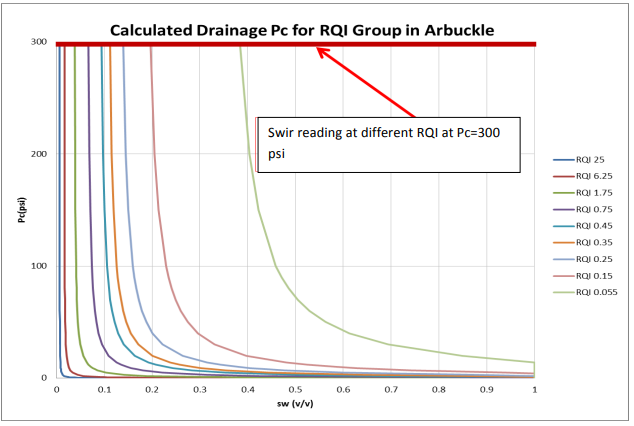 Calculated Drainage Pc for RQI Group in Arbuckle
300
200
100
0
Pc(psi)
Swir reading at different RQI at Pc=300
psi
RQI 25
RQI 6.25
RQI 1.75
RQI 0.75
RQI 0.45
RQI 0.35
RQI 0.25
RQI 0.15
RQI 0.055
0 0.1 0.2 0.3 0.4 0.5 0.6 0.7 0.8 0.9 1
sw (v/v)